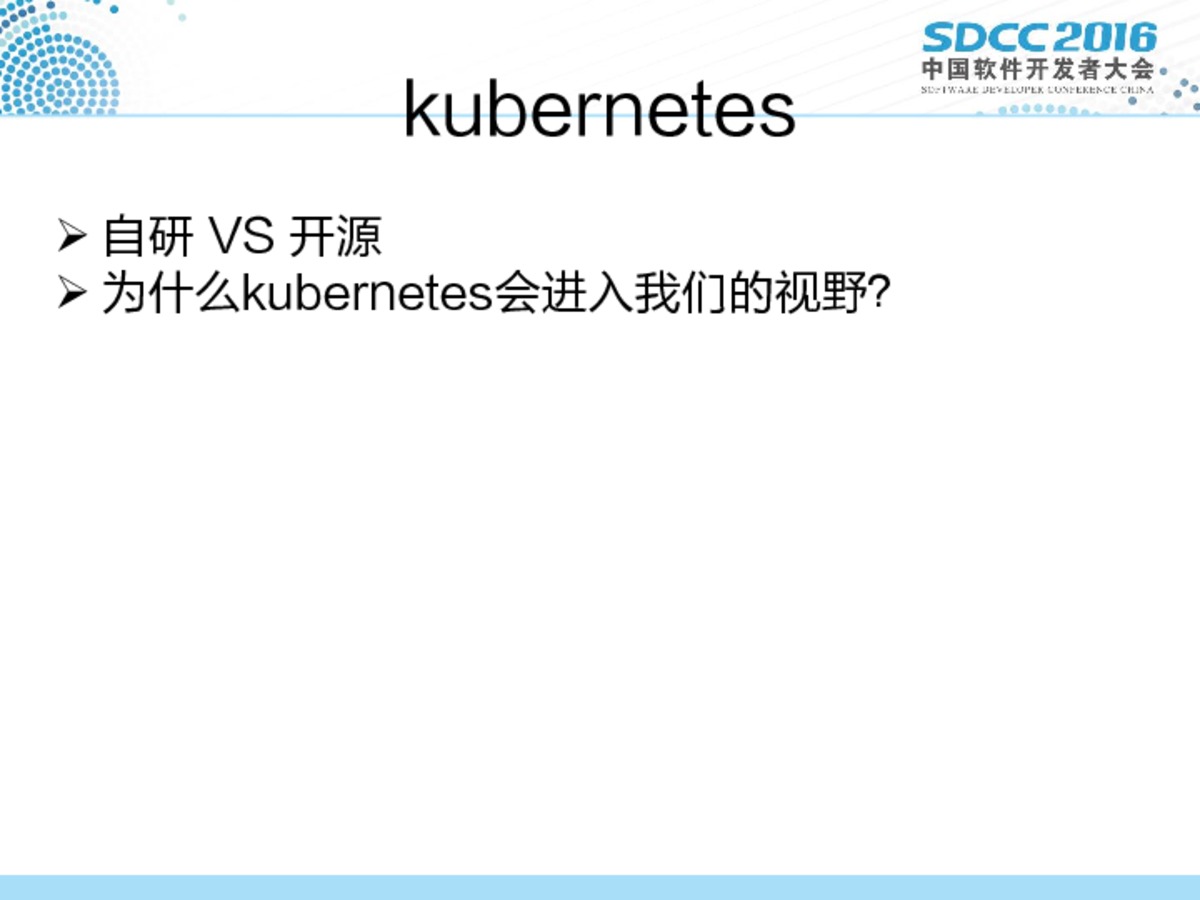 SDCC 2016
中国软件开发者大会
SOFTWARE DEVELOPER CONFERENCE CHINA
kubernetes
➢ 自研 VS 开源
➢ 为什么kubernetes会进入我们的视野?